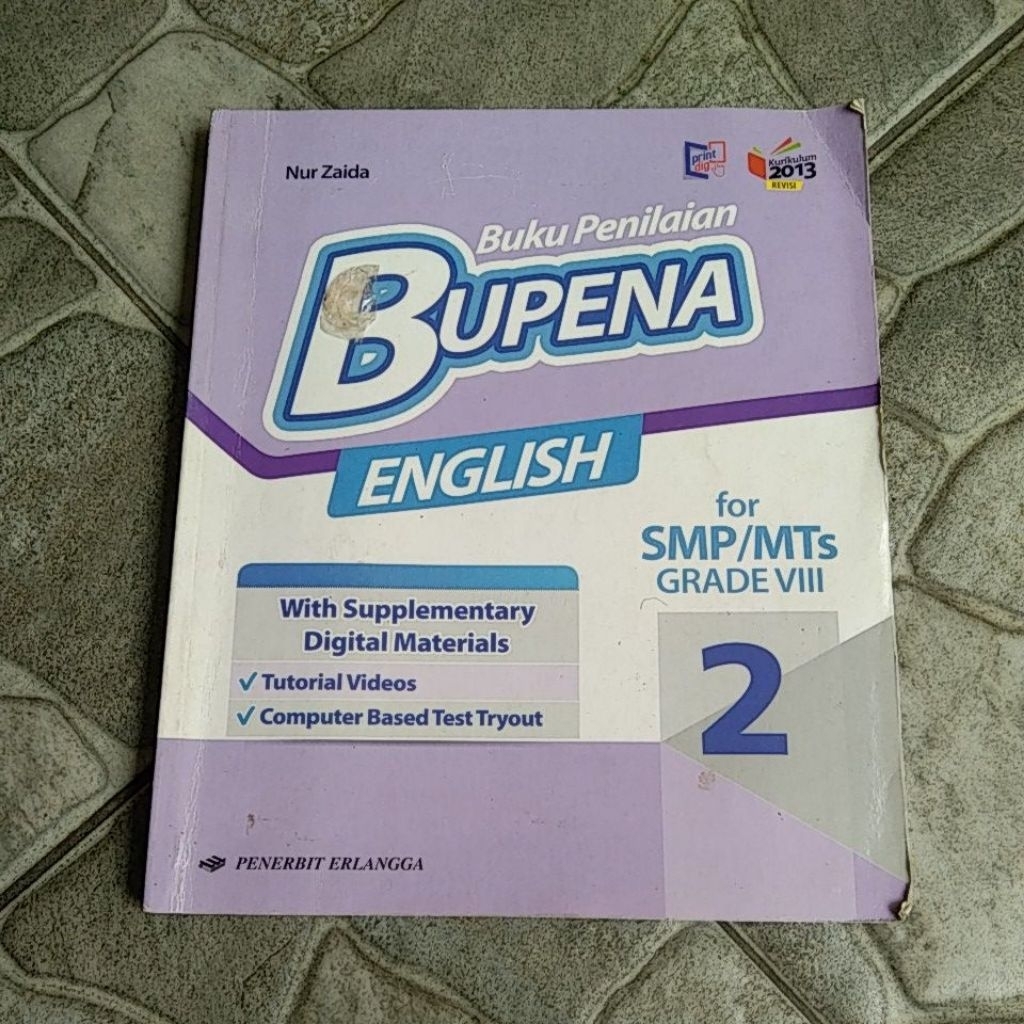 Nur Zaida
print
dig
Kurikulum
2013
REVISI
Buku Penilaian
BUPENA
ENGLISH
for
SMP/MTs
GRADE VIII
2
With Supplementary
Digital Materials
✓ Tutorial Videos
✓ Computer Based Test Tryout
PENERBIT ERLANGGA